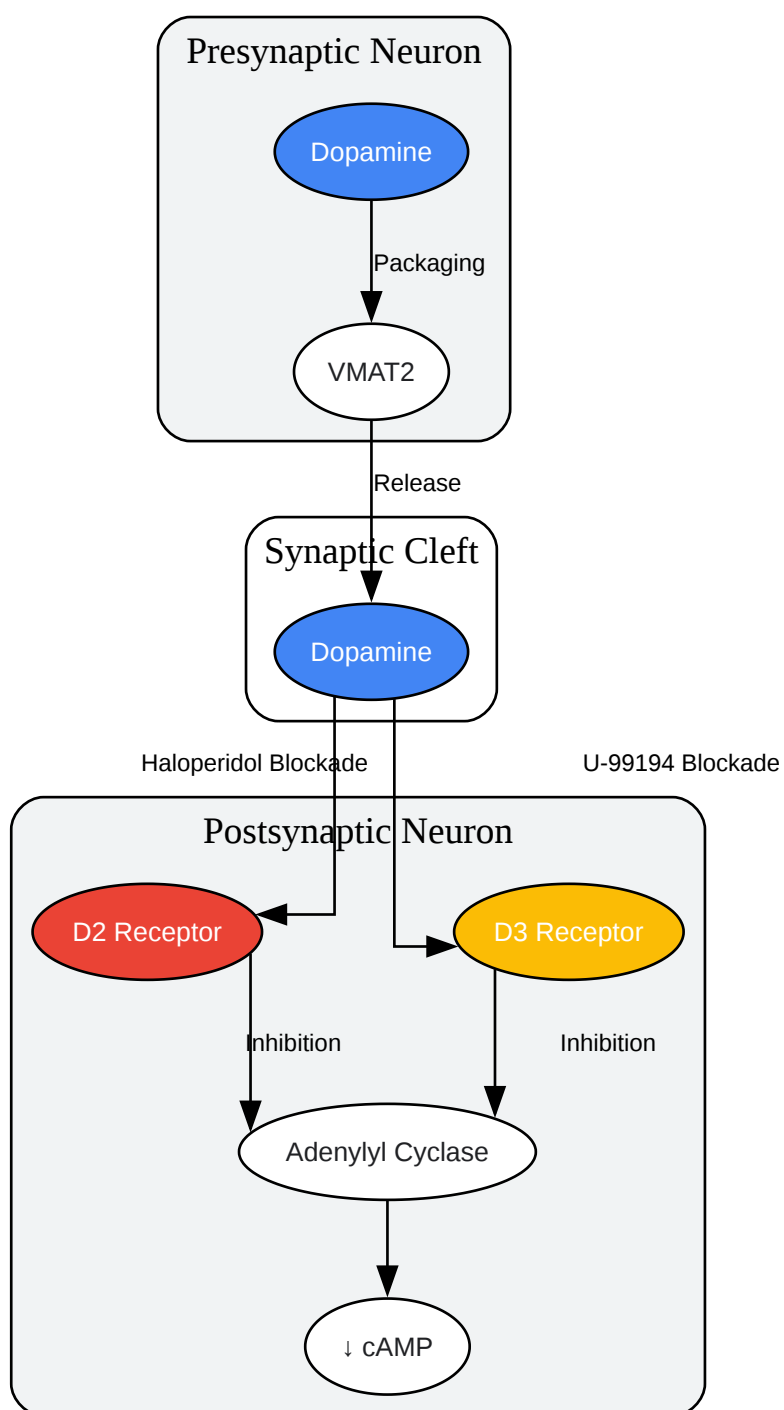 Presynaptic Neuron
Dopamine
Packaging
VMAT2
Release
Synaptic Cleft
Dopamine
Haloperidol Blockade
U-99194 Blockade
Postsynaptic Neuron
D2 Receptor
D3 Receptor
Inhibition
Inhibition
Adenylyl Cyclase
↓ cAMP